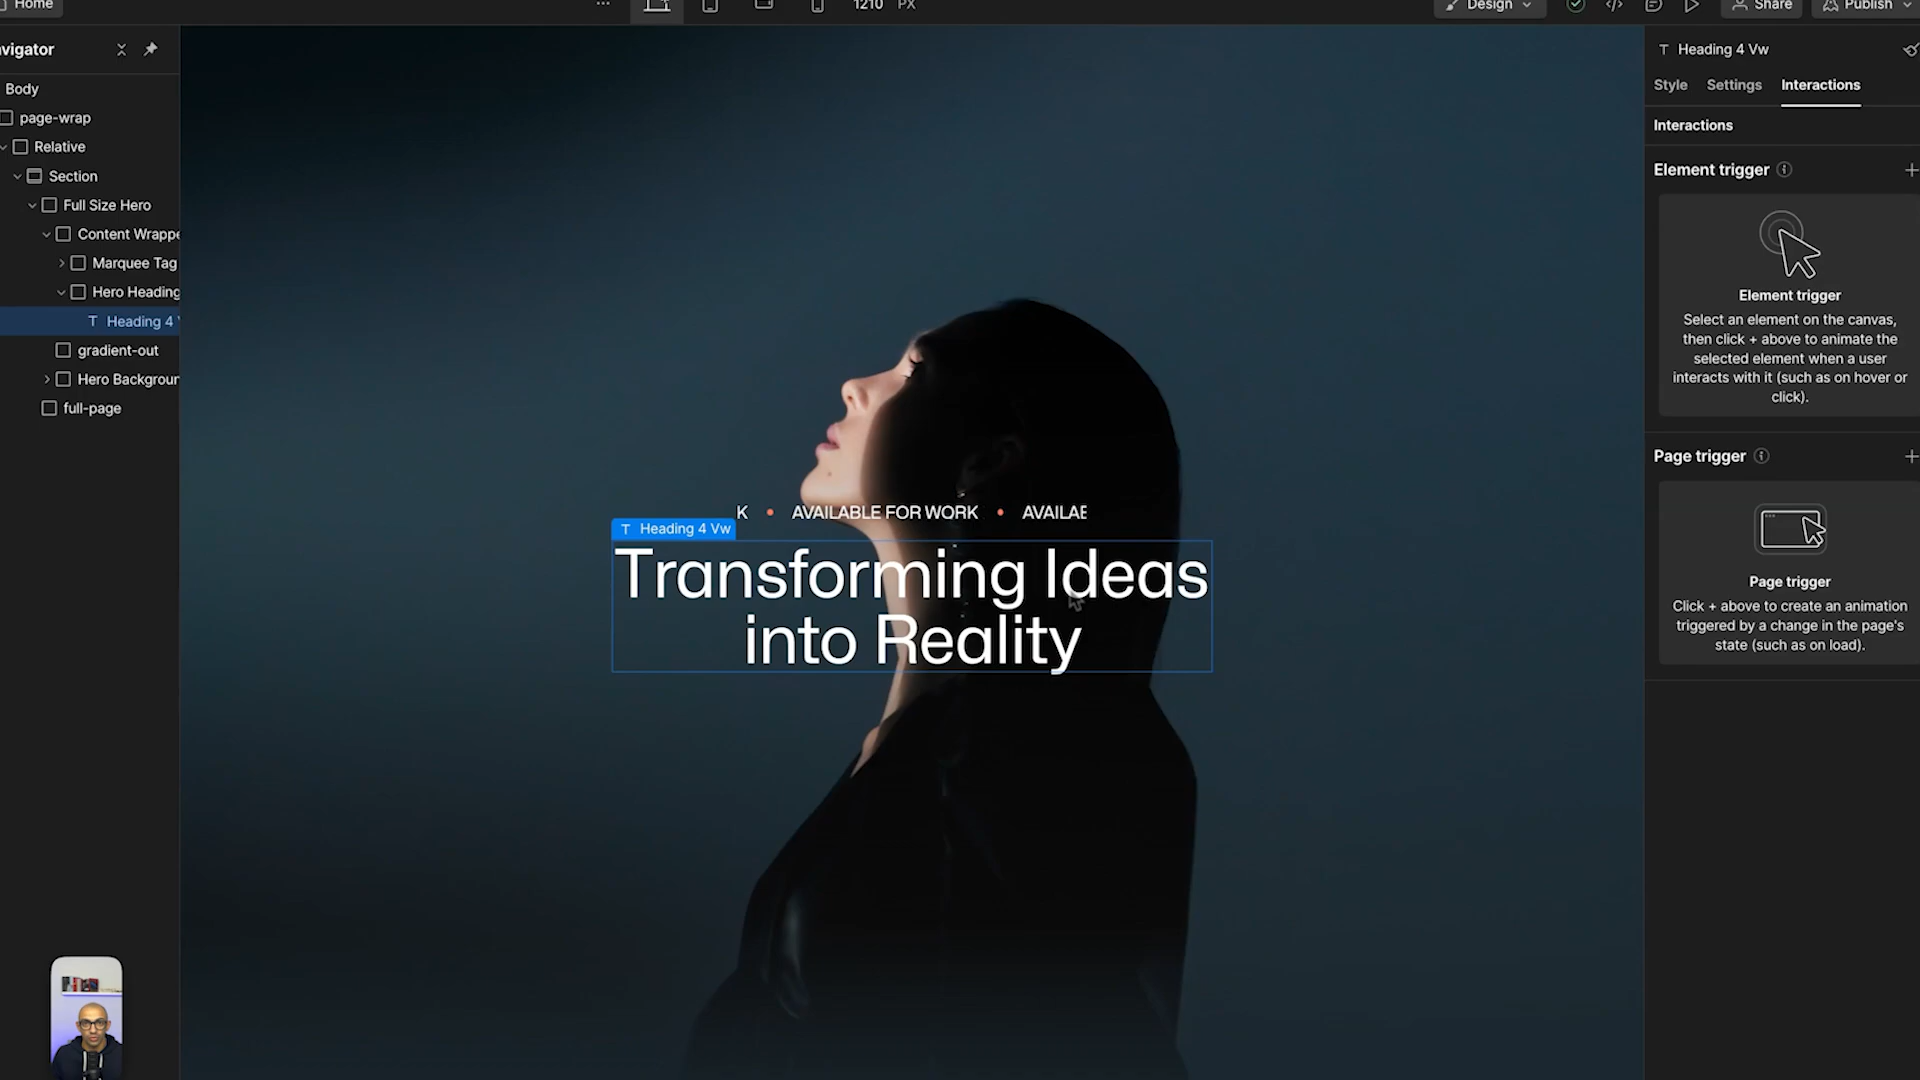 Home
1210 PX
Design
Share
Publish
avigator
Body
page-wrap
Relative
Section
Full Size Hero
Content Wrappe
Marquee Tag
Hero Heading
Heading 4 V
gradient-out
Hero Backgroun
full-page
K • AVAILABLE FOR WORK • AVAILAB
Heading 4 Vw
Transforming Ideas
into Reality
Heading 4 Vw
Style Settings Interactions
Interactions
Element trigger
Element trigger
Select an element on the canvas,
then click + above to animate the
selected element when a user
interacts with it (such as on hover or
click).
Page trigger
Page trigger
Click + above to create an animation
triggered by a change in the page's
state (such as on load).